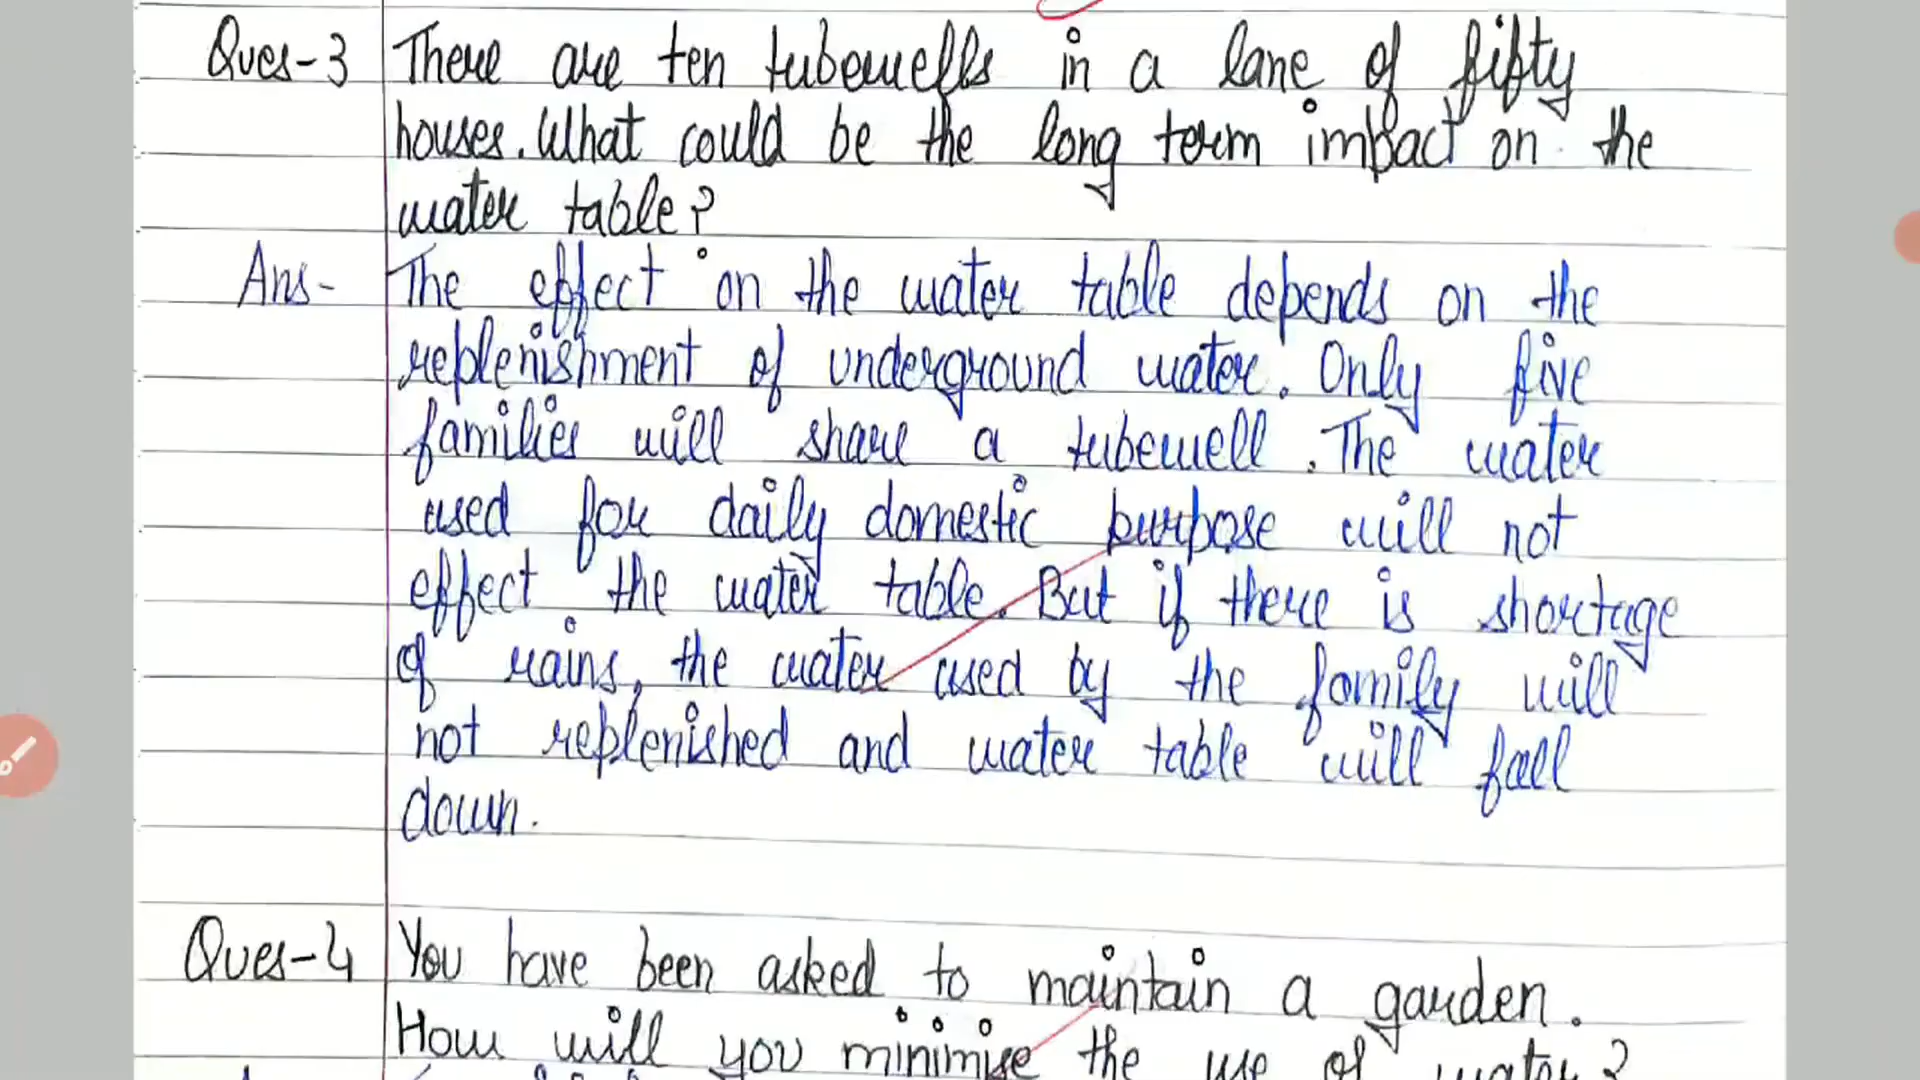 Ques-3 There are ten tubewells in a lane of fifty
houses. What could be the long term impact on the
water table?
Ans- The effect on the water table depends on the
replenishment of underground water. Only five
families will share a tubewell. The water
used for daily domestic purpose will not
effect the water table. But if there is shortage
of rains, the water used by the family will
not replenished and water table will fall
down.
Ques-4 You have been asked to maintain a garden.
How will you minimise the use of water?